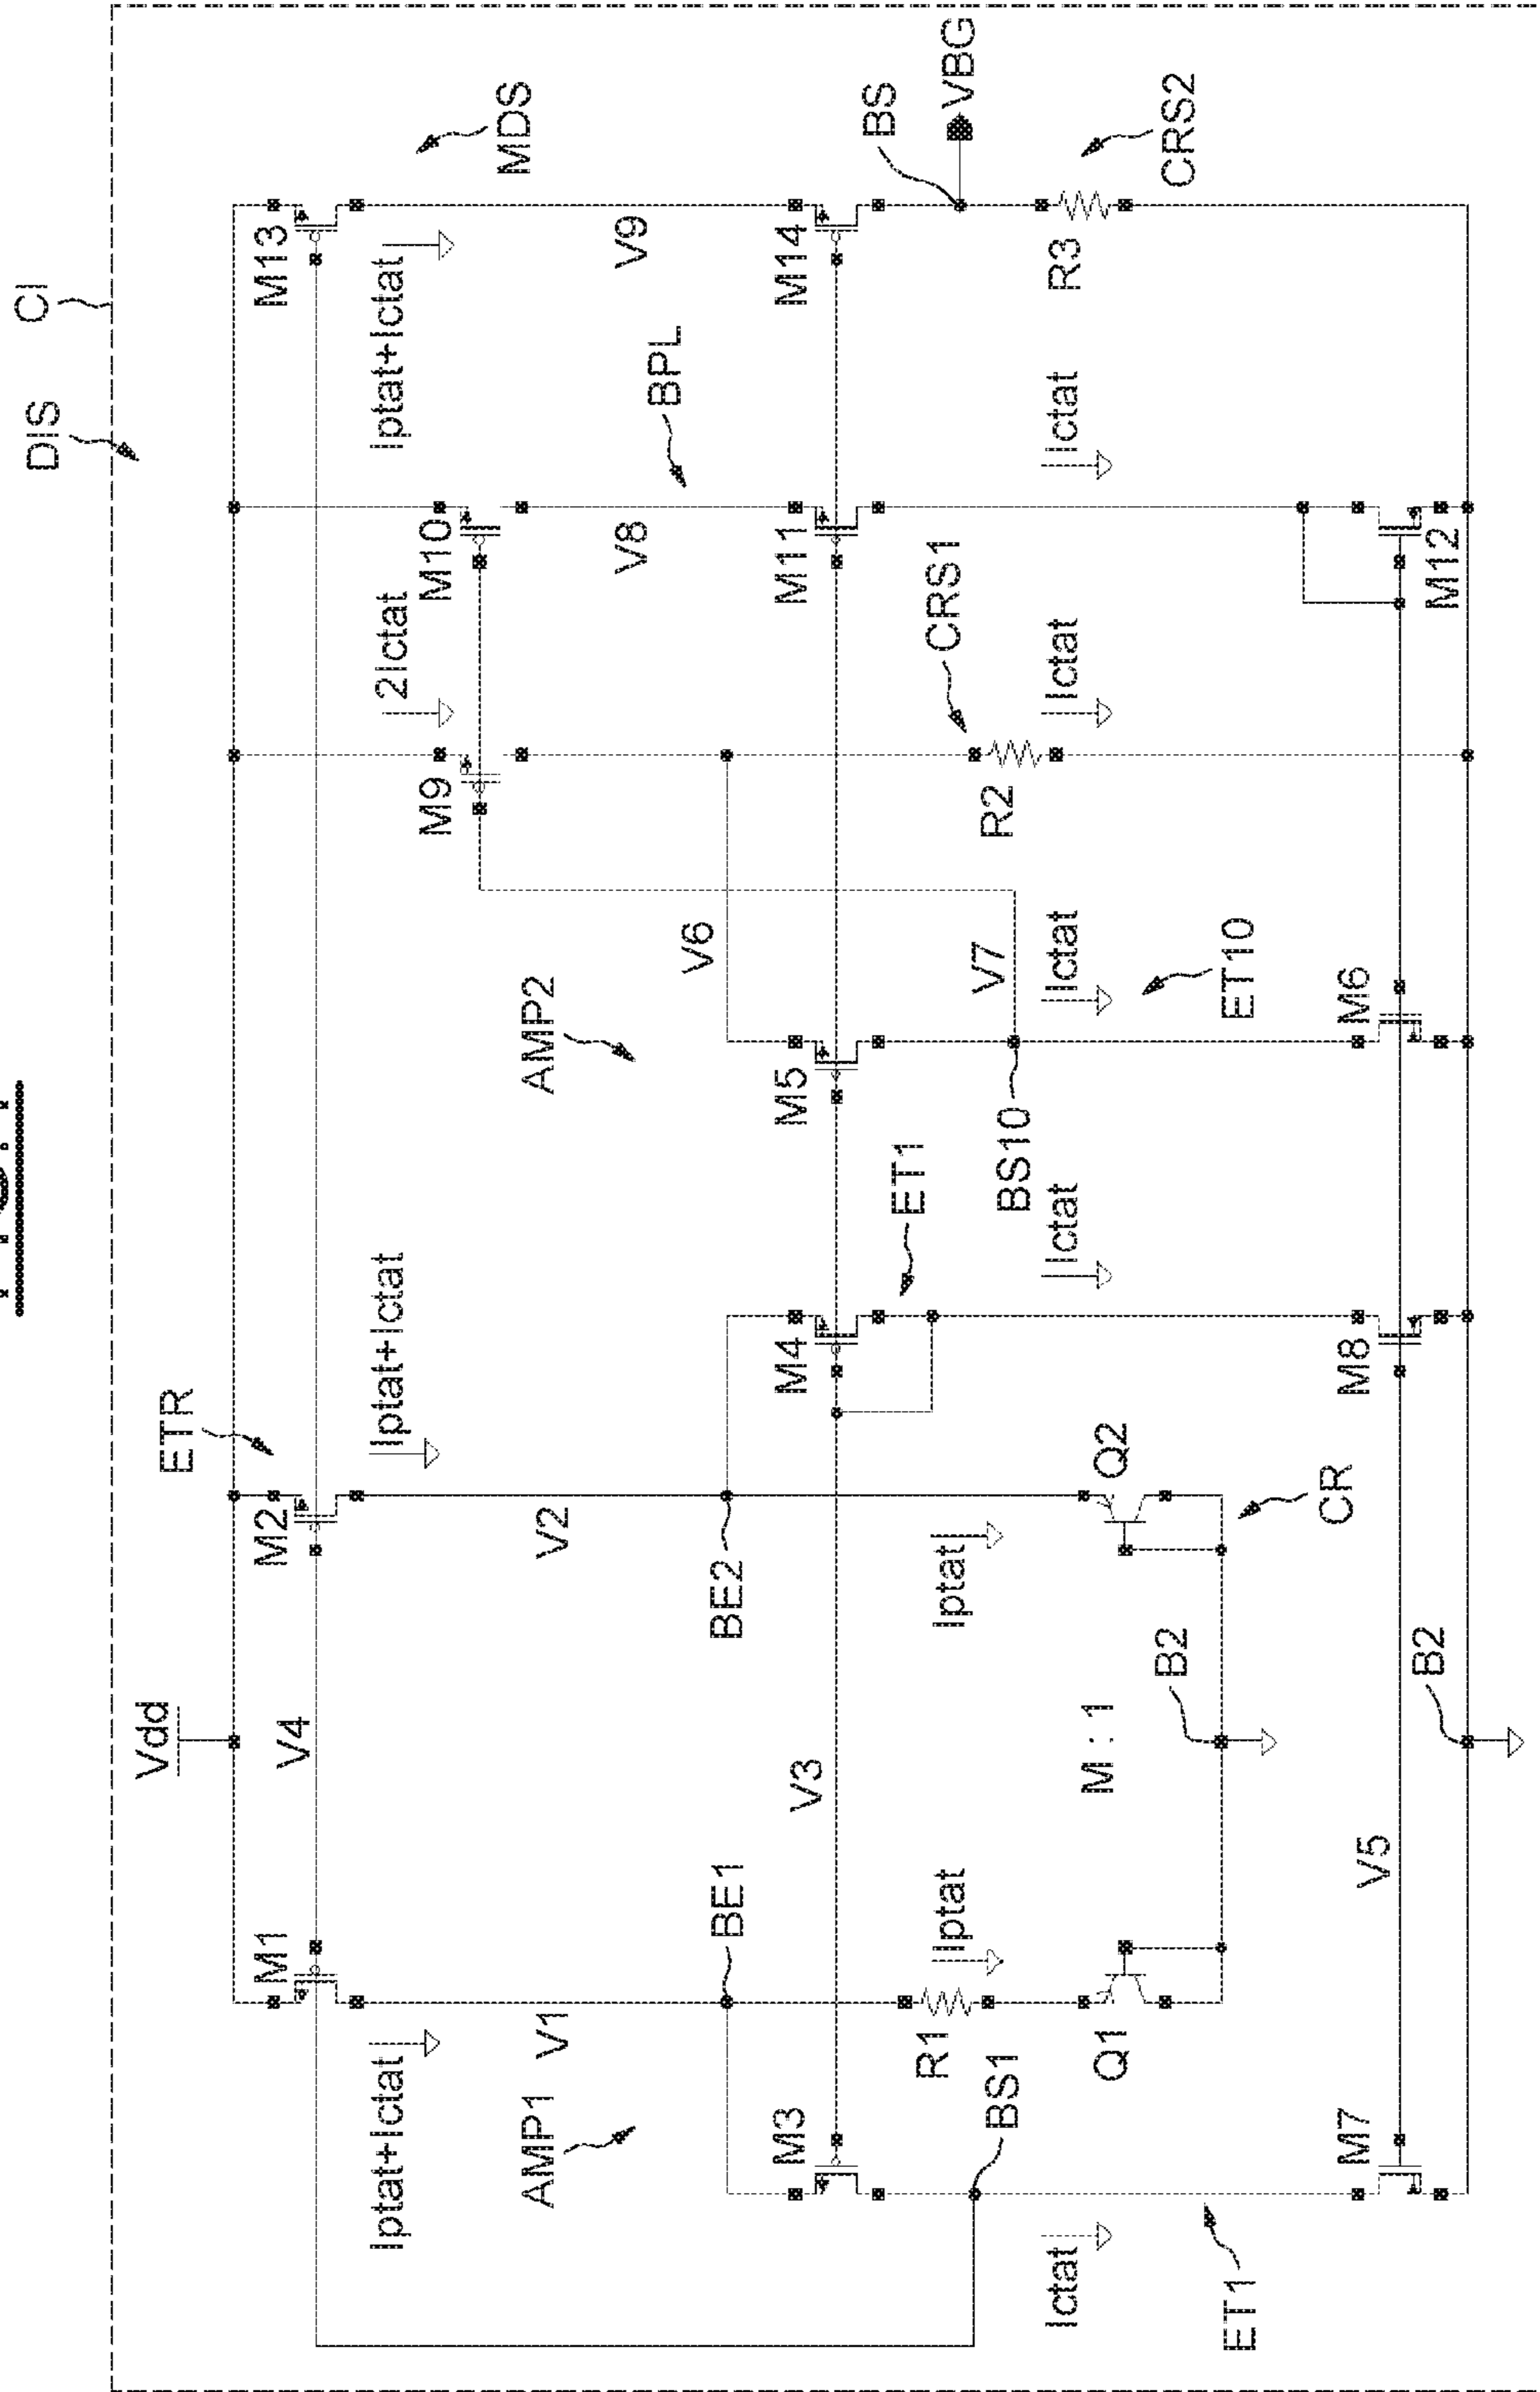 CI
DIS
Vdd
ETR
M1
M2
M13
V4
Iptat+Ictat
Iptat+Ictat
Iptat+Ictat
MDS
2Ictat
M9
M10
AMP1
V1
V2
AMP2
V6
V8
BPL
V9
BE1
BE2
M3
V3
M4
M5
M11
M14
BS
ET1
CRS1
VBG
R1
Iptat
Iptat
BS1
BS10
V7
R2
R3
Ictat
Ictat
Ictat
Ictat
Ictat
Q1
M : 1
Q2
CRS2
B2
ET1
CR
ET10
M7
V5
M8
M6
M12
B2